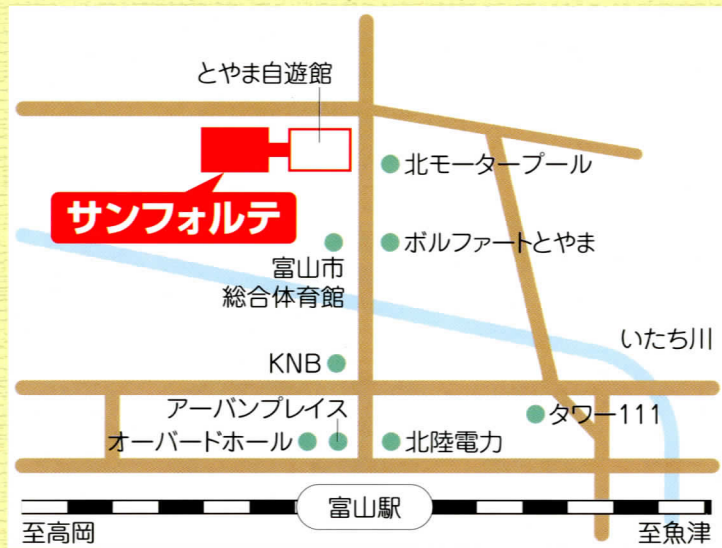 とやま自遊館
北モータープール
サンフォルテ
ボルファートとやま
富山市
総合体育館
いたち川
KNB
アーバンプレイス
タワー111
オーバードホール
北陸電力
富山駅
至高岡
至魚津